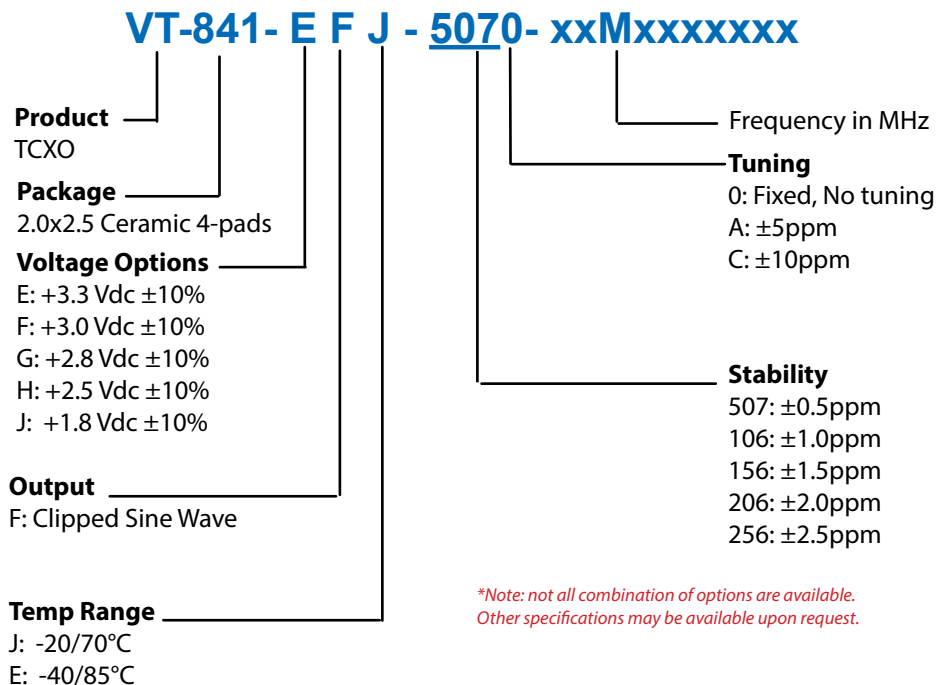 VT-841- E F J - 5070- xxMxxxxxxx
Product
TCXO
Package
2.0x2.5 Ceramic 4-pads
Voltage Options
E: +3.3 Vdc ±10%
F: +3.0 Vdc ±10%
G: +2.8 Vdc ±10%
H: +2.5 Vdc ±10%
J: +1.8 Vdc ±10%
Output
F: Clipped Sine Wave
Temp Range
J: -20/70°C
E: -40/85°C
Frequency in MHz
Tuning
0: Fixed, No tuning
A: ±5ppm
C: ±10ppm
Stability
507: ±0.5ppm
106: ±1.0ppm
156: ±1.5ppm
206: ±2.0ppm
256: ±2.5ppm
*Note: not all combination of options are available.
Other specifications may be available upon request.